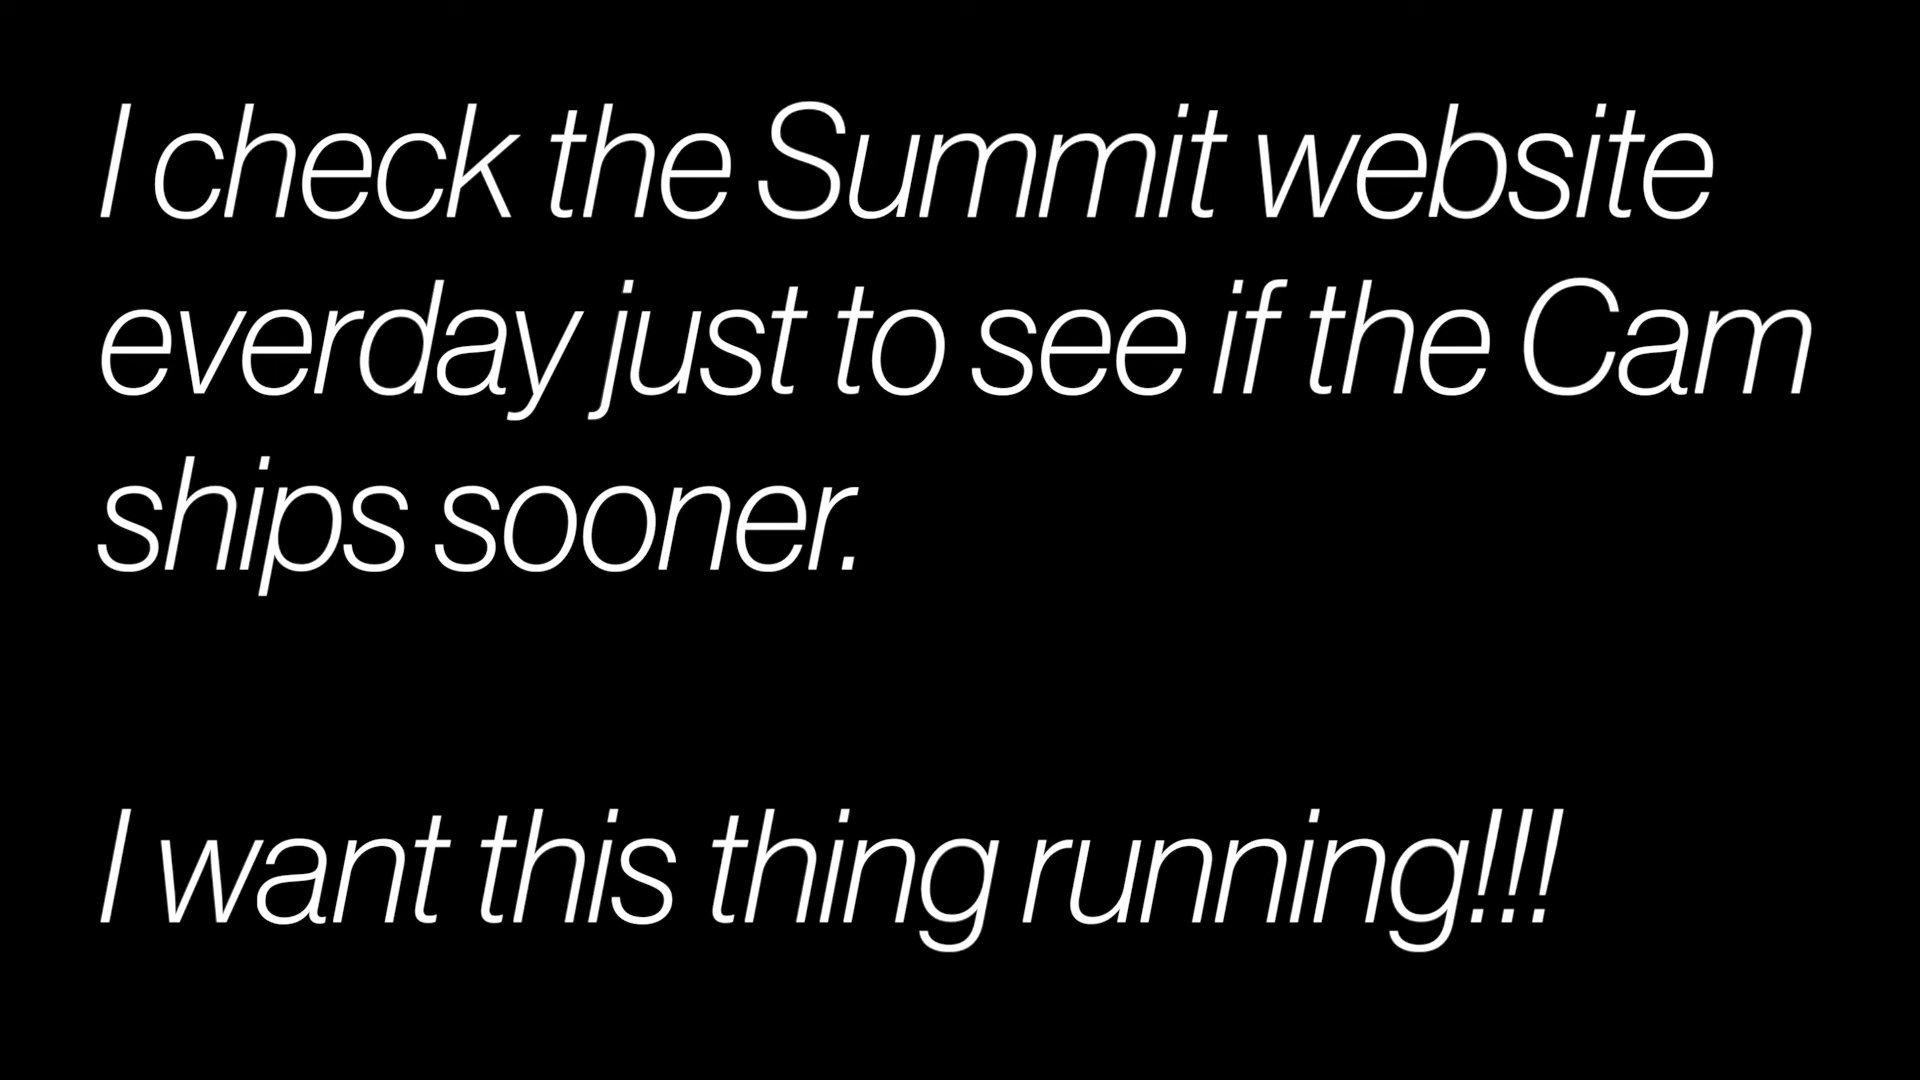 I check the Summit website
everday just to see if the Cam
ships sooner.
I want this thing running!!!